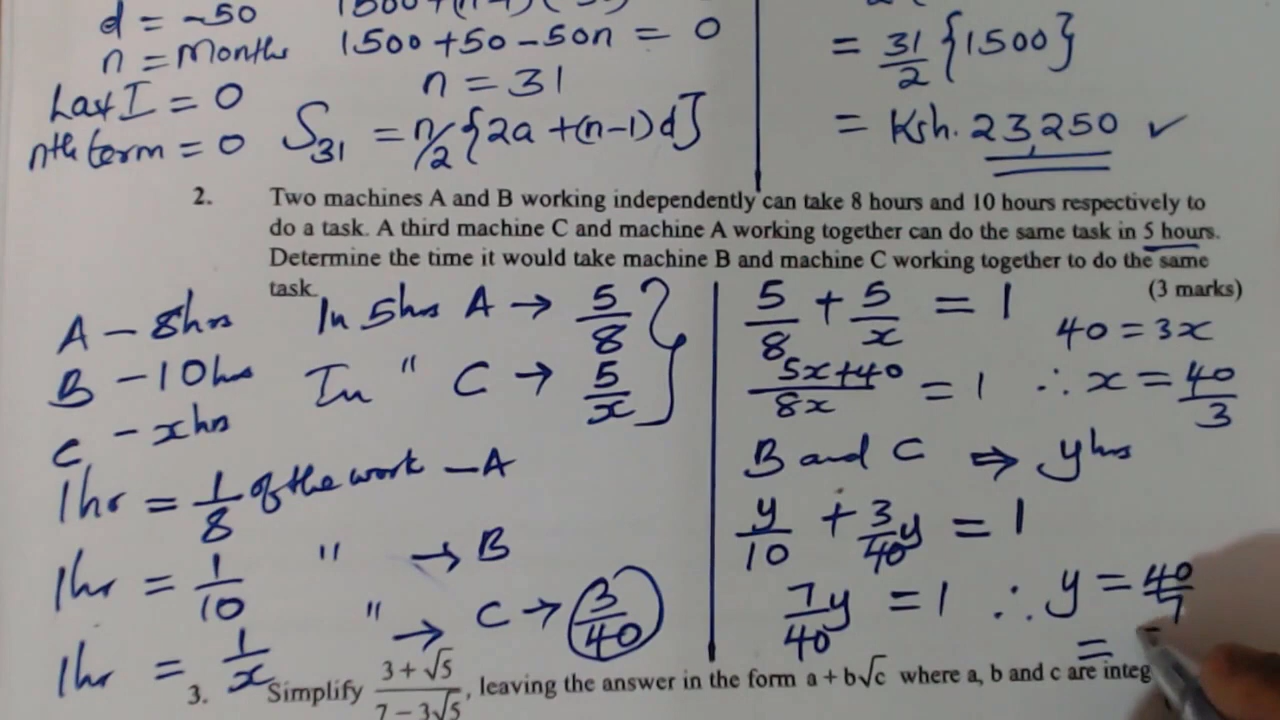 d = -50
n = Months
1500 + 50 - 50n = 0
n = 31
Last I = 0
nth term = 0
S31 = n/2 {2a + (n-1)d}
= 31/2 {1500}
= Ksh. 23,250 ✓
2. Two machines A and B working independently can take 8 hours and 10 hours respectively to
do a task. A third machine C and machine A working together can do the same task in 5 hours.
Determine the time it would take machine B and machine C working together to do the same
task. (3 marks)
A - 8hrs
B - 10hrs
C - x hrs
In 5hrs A → 5/8
In " C → 5/x
1hr = 1/8 of the work - A
1hr = 1/10 " → B
1hr = 1/x " → C → 3/40
5/8 + 5/x = 1
40 = 3x
5x+40/8x = 1 ∴ x = 40/3
B and C ⇒ y hrs
y/10 + 3/40 y = 1
7/40 y = 1 ∴ y = 40/7
=
3. Simplify 3 + √5 / 7 - 3√5, leaving the answer in the form a + b√c where a, b and c are integ